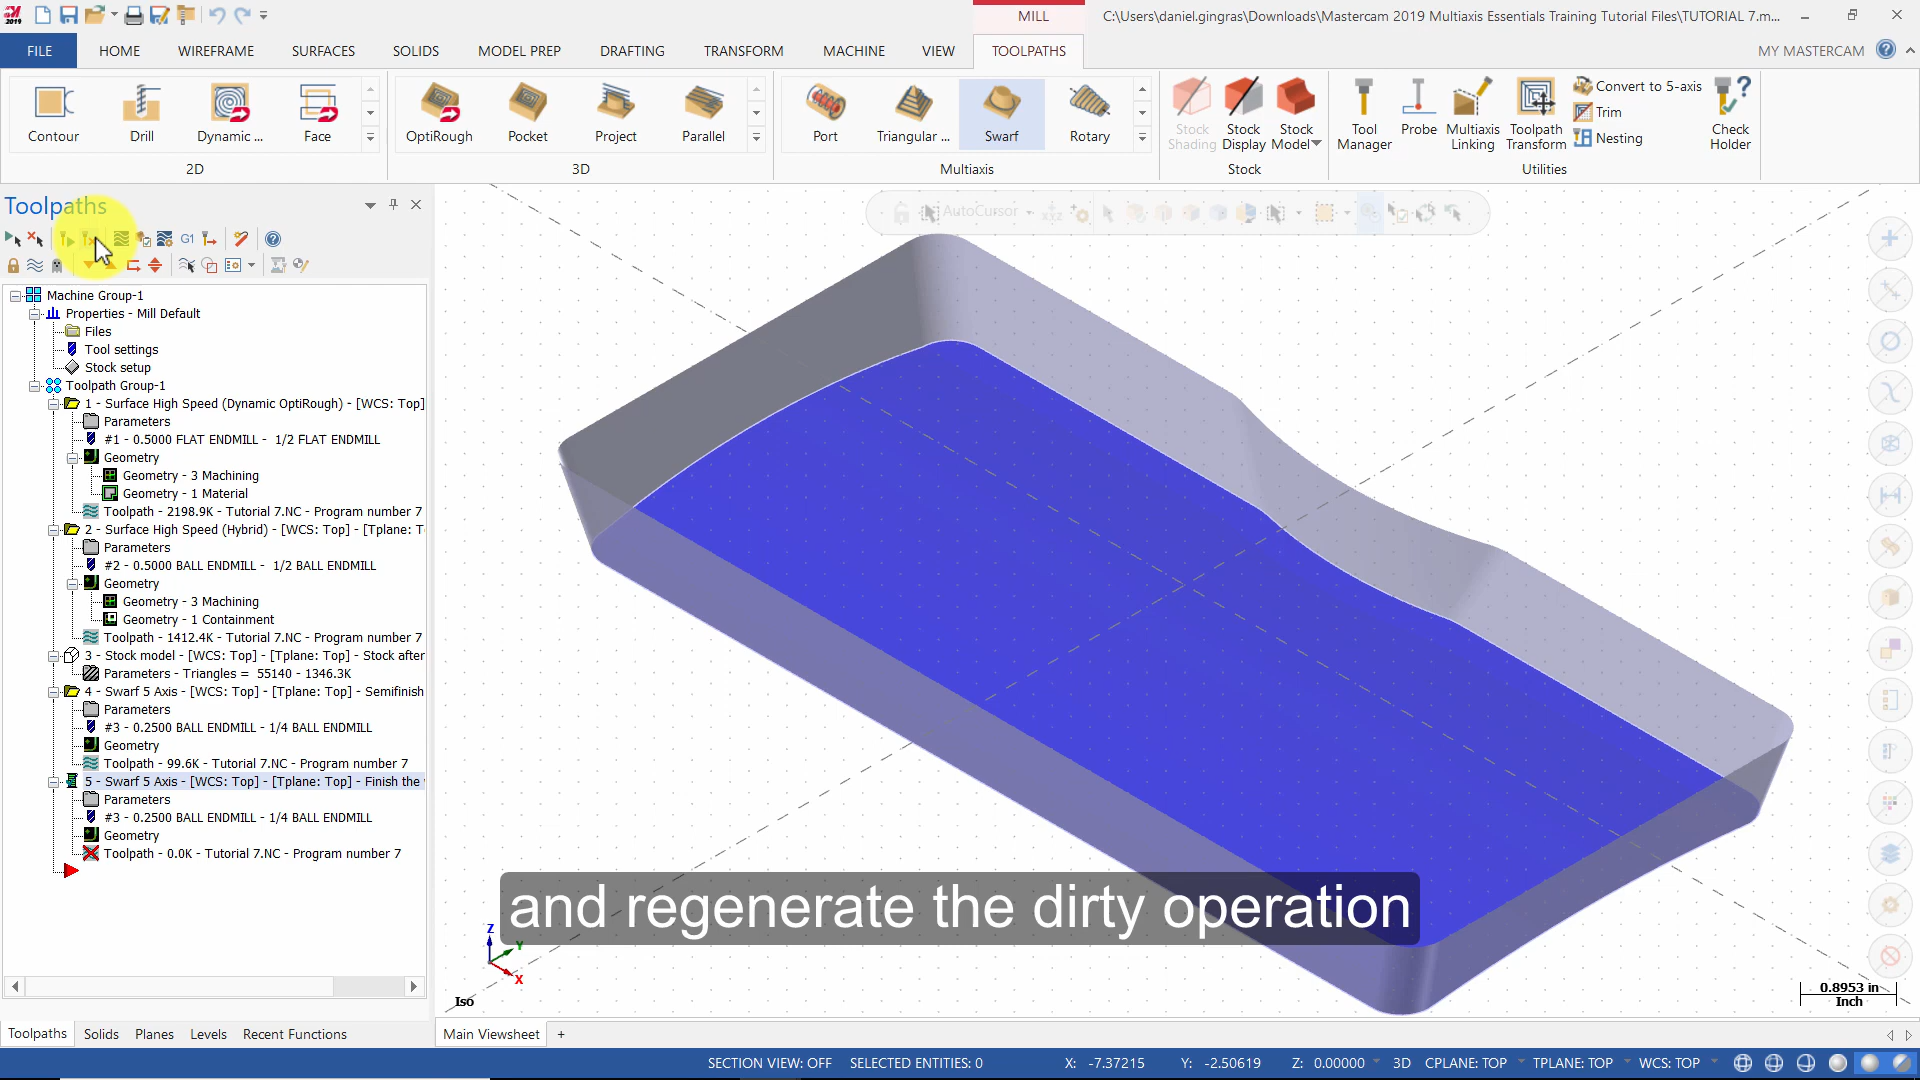 2019
MILL
C:\Users\daniel.gingras\Downloads\Mastercam 2019 Multiaxis Essentials Training Tutorial Files\TUTORIAL 7.m...
FILE
HOME
WIREFRAME
SURFACES
SOLIDS
MODEL PREP
DRAFTING
TRANSFORM
MACHINE
VIEW
TOOLPATHS
MY MASTERCAM
Contour
Drill
Dynamic ...
Face
OptiRough
Pocket
Project
Parallel
Port
Triangular ...
Swarf
Rotary
Stock
Shading
Stock
Display
Stock
Model
Tool
Manager
Probe
Multiaxis
Linking
Toolpath
Transform
Convert to 5-axis
Trim
Nesting
Check
Holder
2D
3D
Multiaxis
Stock
Utilities
Toolpaths
G1
AutoCursor
Machine Group-1
Properties - Mill Default
Files
Tool settings
Stock setup
Toolpath Group-1
1 - Surface High Speed (Dynamic OptiRough) - [WCS: Top]
Parameters
#1 - 0.5000 FLAT ENDMILL - 1/2 FLAT ENDMILL
Geometry
Geometry - 3 Machining
Geometry - 1 Material
Toolpath - 2198.9K - Tutorial 7.NC - Program number 7
2 - Surface High Speed (Hybrid) - [WCS: Top] - [Tplane: T
Parameters
#2 - 0.5000 BALL ENDMILL - 1/2 BALL ENDMILL
Geometry
Geometry - 3 Machining
Geometry - 1 Containment
Toolpath - 1412.4K - Tutorial 7.NC - Program number 7
3 - Stock model - [WCS: Top] - [Tplane: Top] - Stock after
Parameters - Triangles = 55140 - 1346.3K
4 - Swarf 5 Axis - [WCS: Top] - [Tplane: Top] - Semifinish
Parameters
#3 - 0.2500 BALL ENDMILL - 1/4 BALL ENDMILL
Geometry
Toolpath - 99.6K - Tutorial 7.NC - Program number 7
5 - Swarf 5 Axis - [WCS: Top] - [Tplane: Top] - Finish the
Parameters
#3 - 0.2500 BALL ENDMILL - 1/4 BALL ENDMILL
Geometry
Toolpath - 0.0K - Tutorial 7.NC - Program number 7
and regenerate the dirty operation
Z
Y
X
Iso
0.8953 in
Inch
Toolpaths
Solids
Planes
Levels
Recent Functions
Main Viewsheet
+
SECTION VIEW: OFF
SELECTED ENTITIES: 0
X: -7.37215
Y: -2.50619
Z: 0.00000
3D
CPLANE: TOP
TPLANE: TOP
WCS: TOP